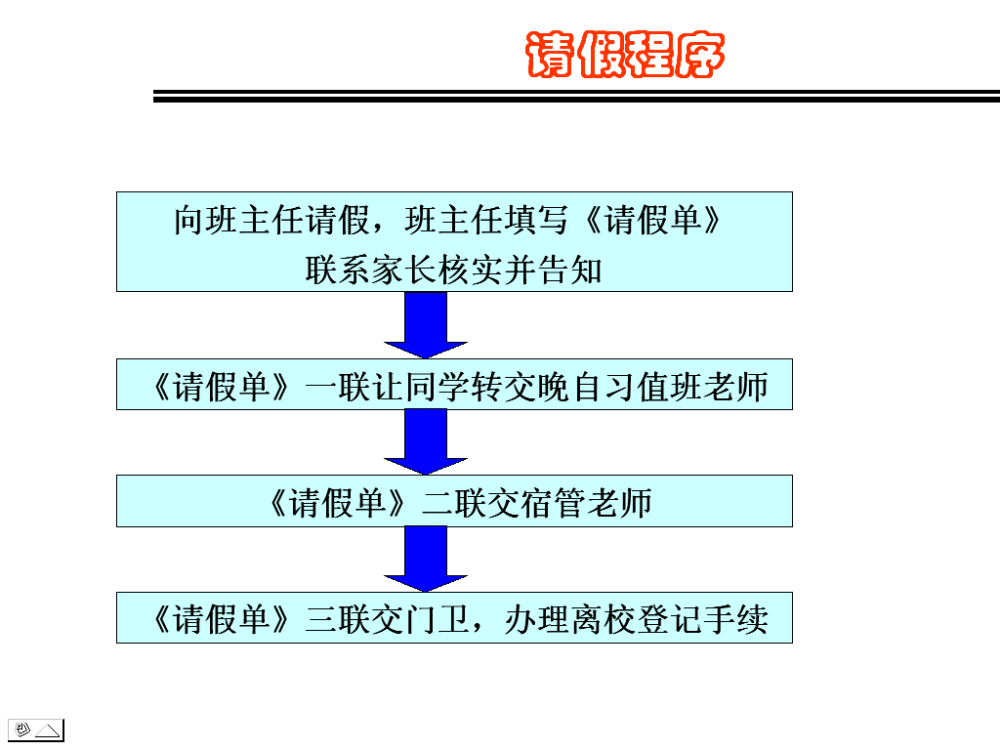 请假程序
向班主任请假，班主任填写《请假单》
联系家长核实并告知
《请假单》一联让同学转交晚自习值班老师
《请假单》二联交宿管老师
《请假单》三联交门卫，办理离校登记手续